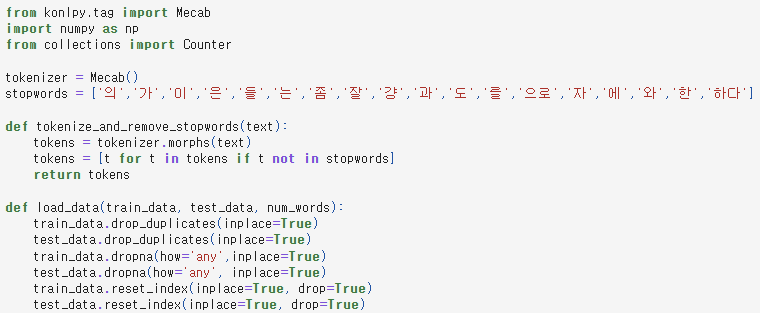 from konlpy.tag import Mecab
import numpy as np
from collections import Counter

tokenizer = Mecab()
stopwords = ['의','가','이','은','들','는','좀','잘','걍','과','도','를','으로','자','에','와','한','하다']

def tokenize_and_remove_stopwords(text):
    tokens = tokenizer.morphs(text)
    tokens = [t for t in tokens if t not in stopwords]
    return tokens

def load_data(train_data, test_data, num_words):
    train_data.drop_duplicates(inplace=True)
    test_data.drop_duplicates(inplace=True)
    train_data.dropna(how='any',inplace=True)
    test_data.dropna(how='any', inplace=True)
    train_data.reset_index(inplace=True, drop=True)
    test_data.reset_index(inplace=True, drop=True)